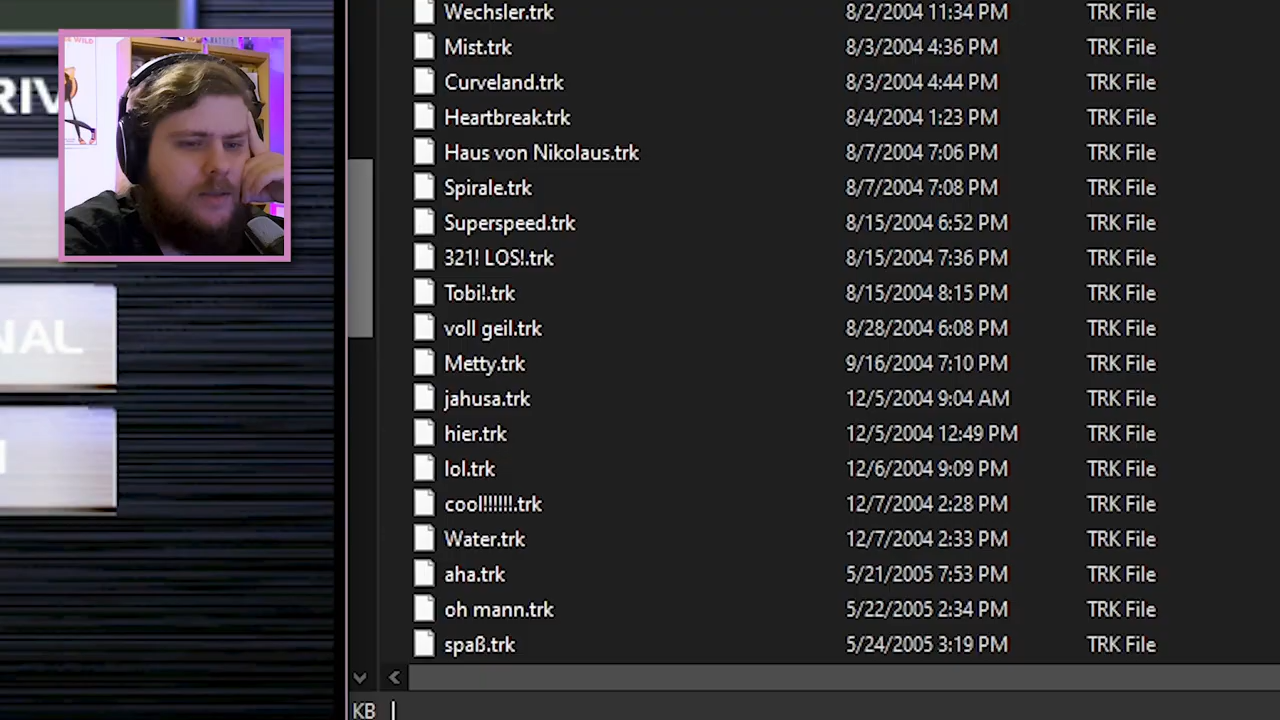 RIV
NAL
Wechsler.trk 8/2/2004 11:34 PM TRK File
Mist.trk 8/3/2004 4:36 PM TRK File
Curveland.trk 8/3/2004 4:44 PM TRK File
Heartbreak.trk 8/4/2004 1:23 PM TRK File
Haus von Nikolaus.trk 8/7/2004 7:06 PM TRK File
Spirale.trk 8/7/2004 7:08 PM TRK File
Superspeed.trk 8/15/2004 6:52 PM TRK File
321! LOS!.trk 8/15/2004 7:36 PM TRK File
Tobi!.trk 8/15/2004 8:15 PM TRK File
voll geil.trk 8/28/2004 6:08 PM TRK File
Metty.trk 9/16/2004 7:10 PM TRK File
jahusa.trk 12/5/2004 9:04 AM TRK File
hier.trk 12/5/2004 12:49 PM TRK File
lol.trk 12/6/2004 9:09 PM TRK File
cool!!!!!!.trk 12/7/2004 2:28 PM TRK File
Water.trk 12/7/2004 2:33 PM TRK File
aha.trk 5/21/2005 7:53 PM TRK File
oh mann.trk 5/22/2005 2:34 PM TRK File
spaß.trk 5/24/2005 3:19 PM TRK File
KB